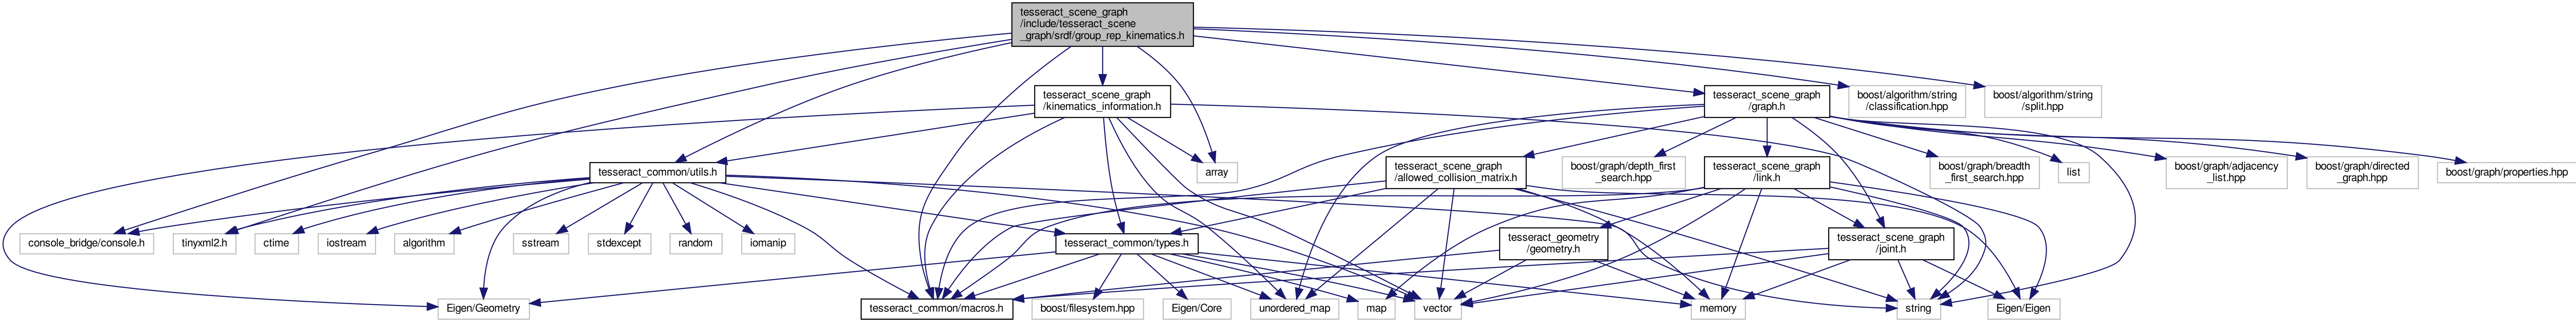 tesseract_scene_graph
/include/tesseract_scene
_graph/srdf/group_rep_kinematics.h
tesseract_scene_graph
/kinematics_information.h
tesseract_scene_graph
/graph.h
boost/algorithm/string
/classification.hpp
boost/algorithm/string
/split.hpp
tesseract_common/utils.h
array
tesseract_scene_graph
/allowed_collision_matrix.h
boost/graph/depth_first
_search.hpp
tesseract_scene_graph
/link.h
boost/graph/breadth
_first_search.hpp
list
boost/graph/adjacency
_list.hpp
boost/graph/directed
_graph.hpp
boost/graph/properties.hpp
console_bridge/console.h
tinyxml2.h
ctime
iostream
algorithm
sstream
stdexcept
random
iomanip
tesseract_common/types.h
tesseract_geometry
/geometry.h
tesseract_scene_graph
/joint.h
Eigen/Geometry
tesseract_common/macros.h
boost/filesystem.hpp
Eigen/Core
unordered_map
map
vector
memory
string
Eigen/Eigen